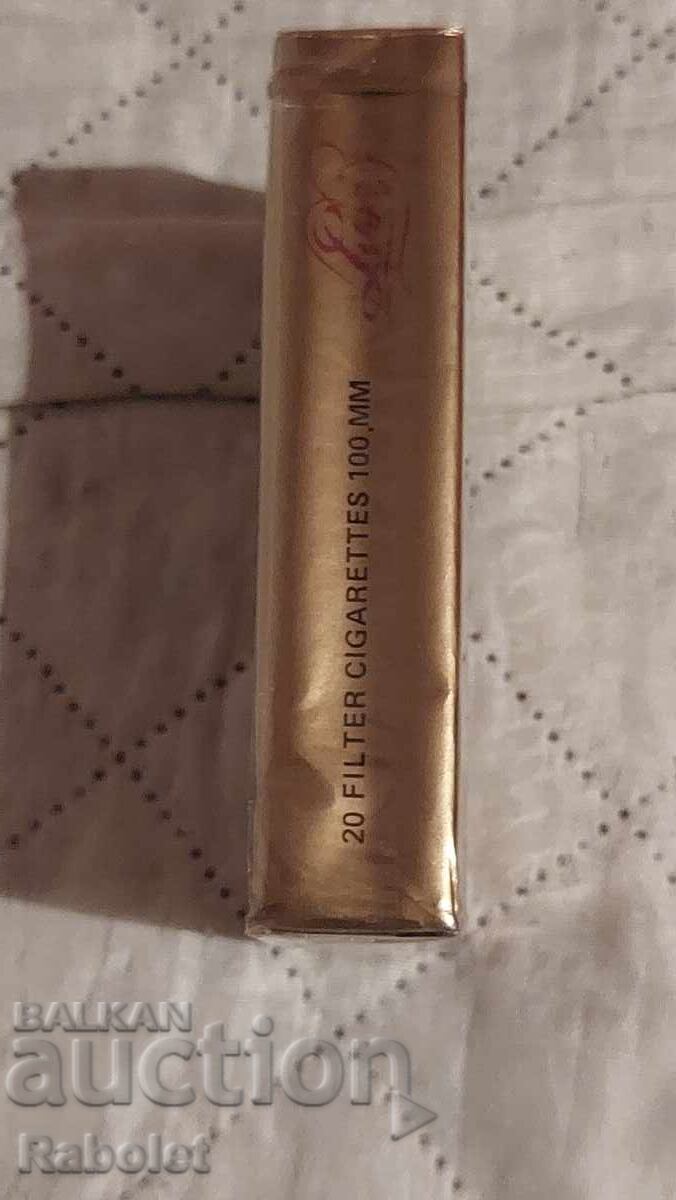 20 FILTER CIGARETTES 100 MM
BALKAN
auction
Rabolet